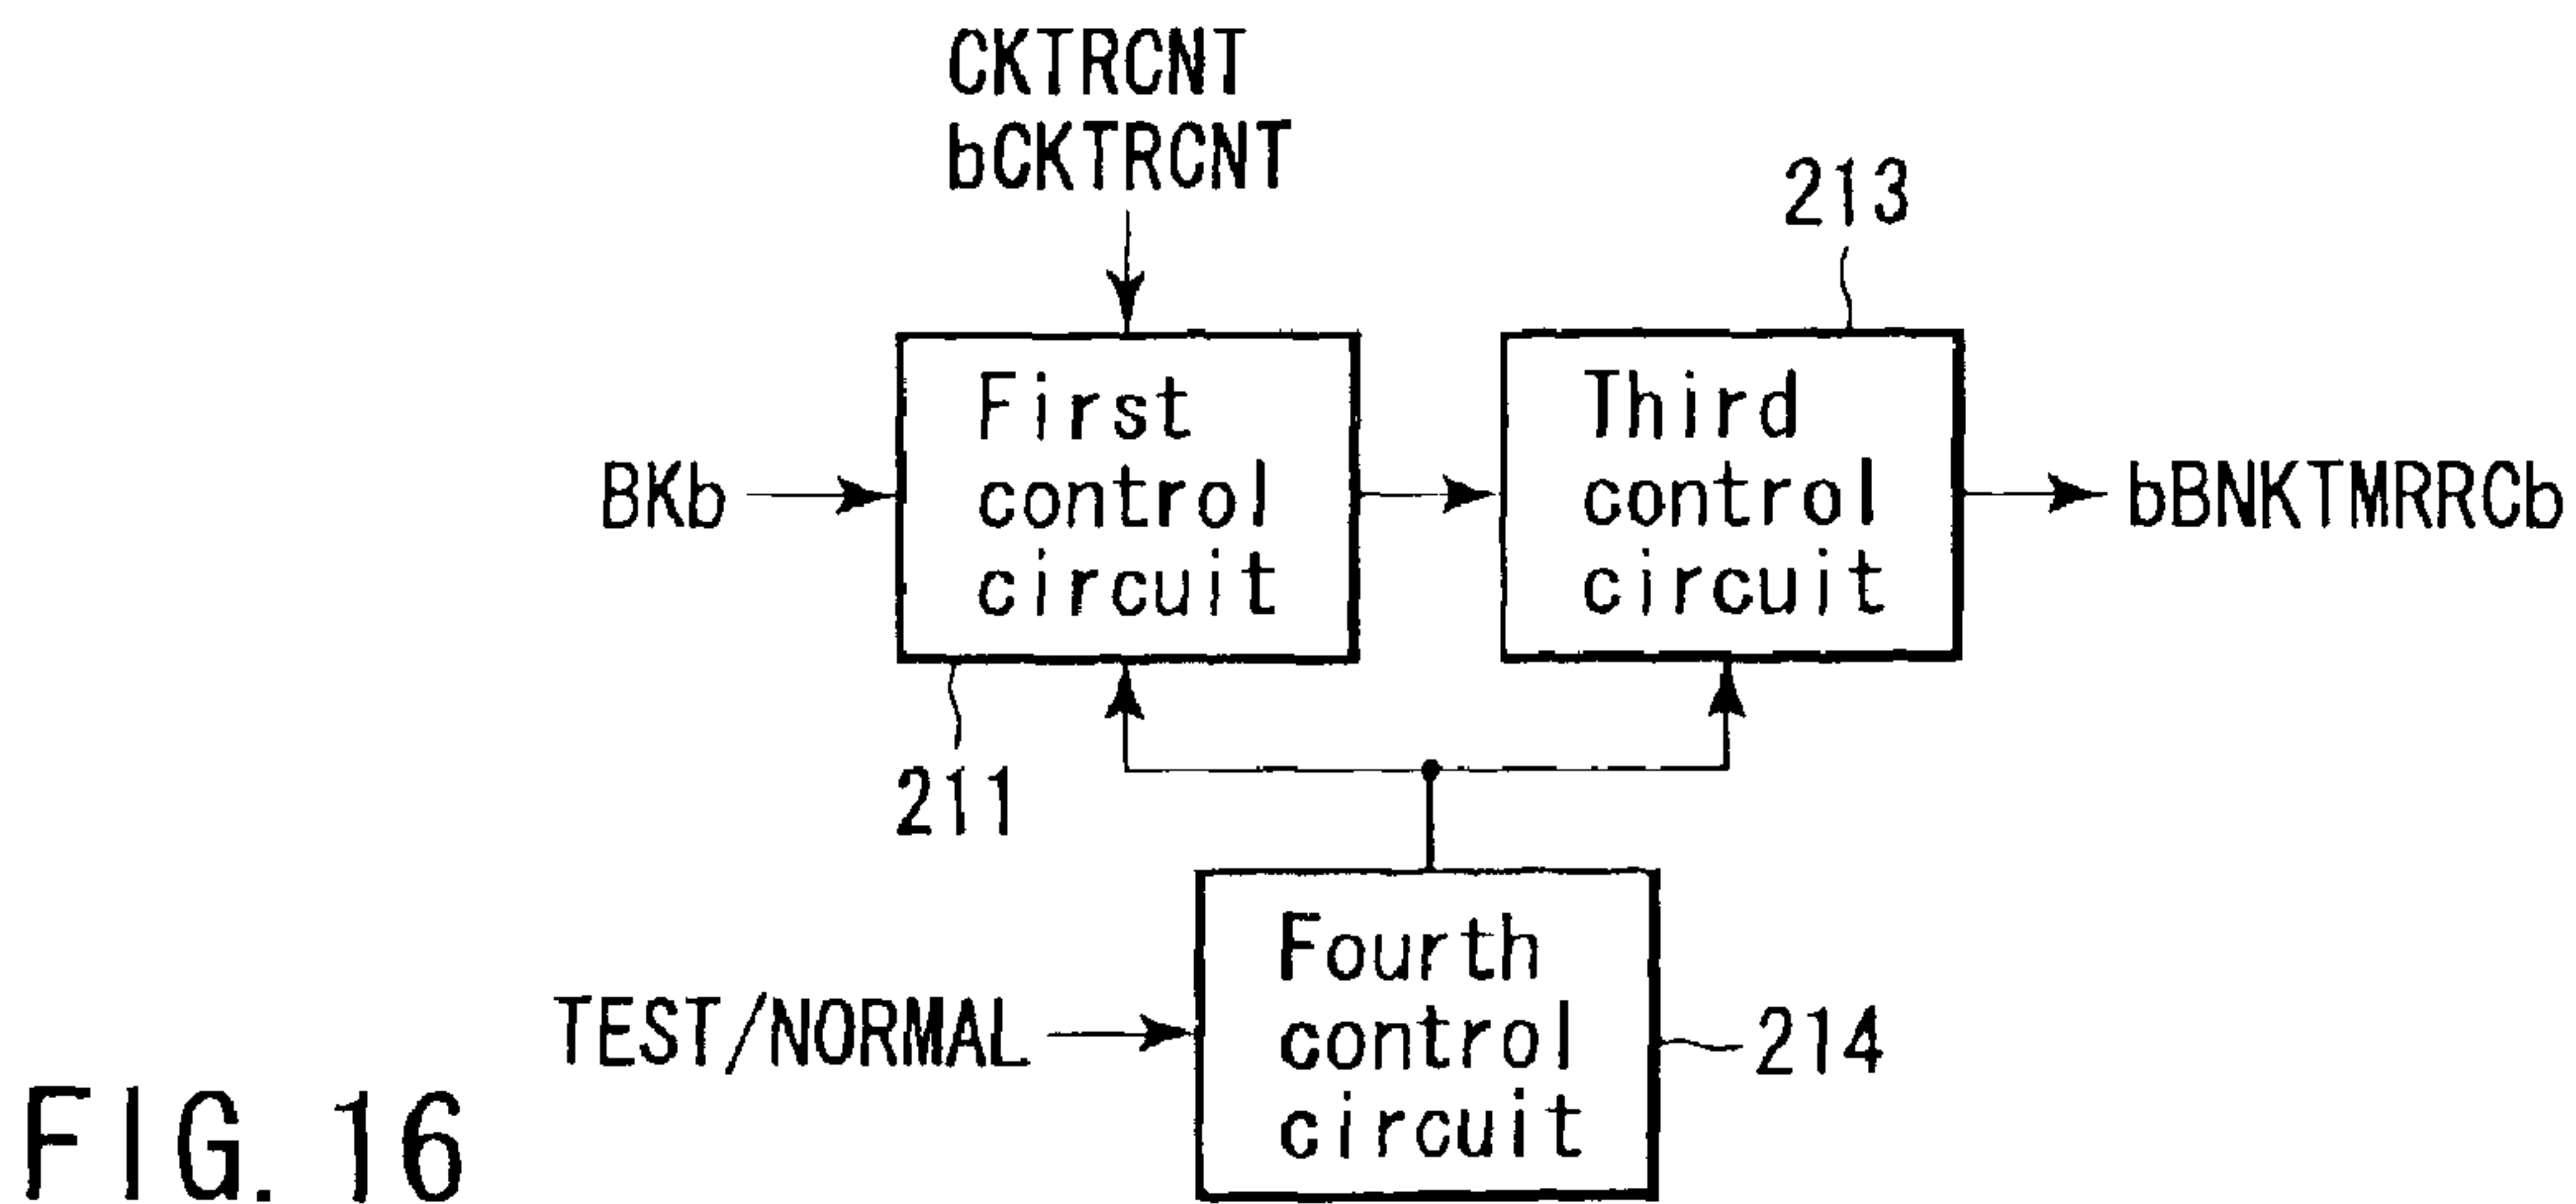 CKTRCNT
bCKTRCNT
213
First
control
circuit
Third
control
circuit
BKb
bBNKTMRRCb
211
Fourth
control
circuit
TEST/NORMAL
214
FIG. 16